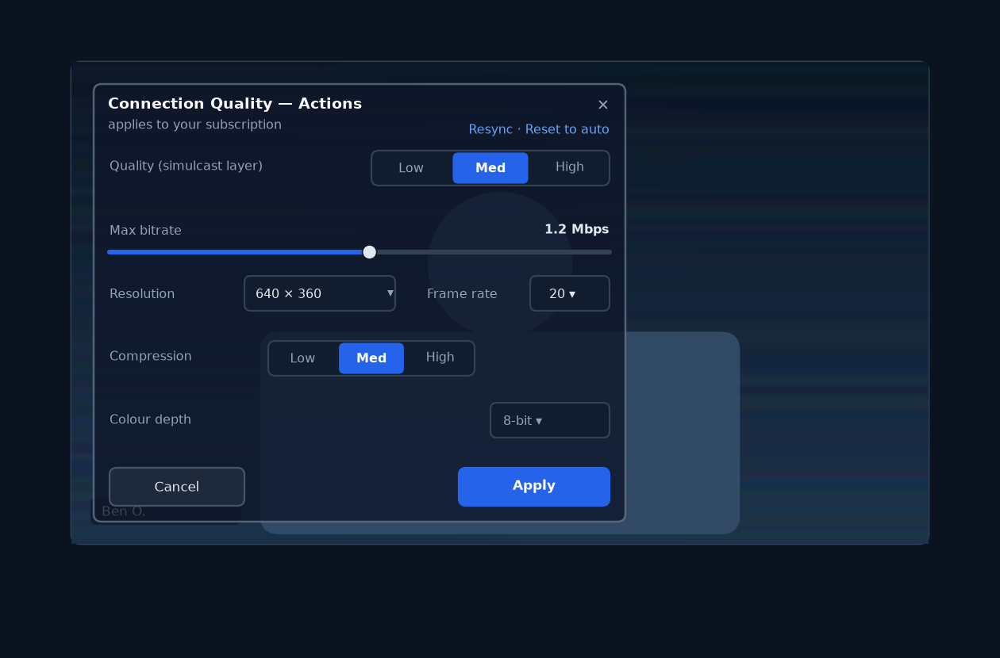 Connection Quality — Actions ✕
applies to your subscription
Resync · Reset to auto
Quality (simulcast layer) Low Med High
Max bitrate 1.2 Mbps
Resolution 640 × 360 ▾ Frame rate 20 ▾
Compression Low Med High
Colour depth 8-bit ▾
Cancel Apply
Ben O.